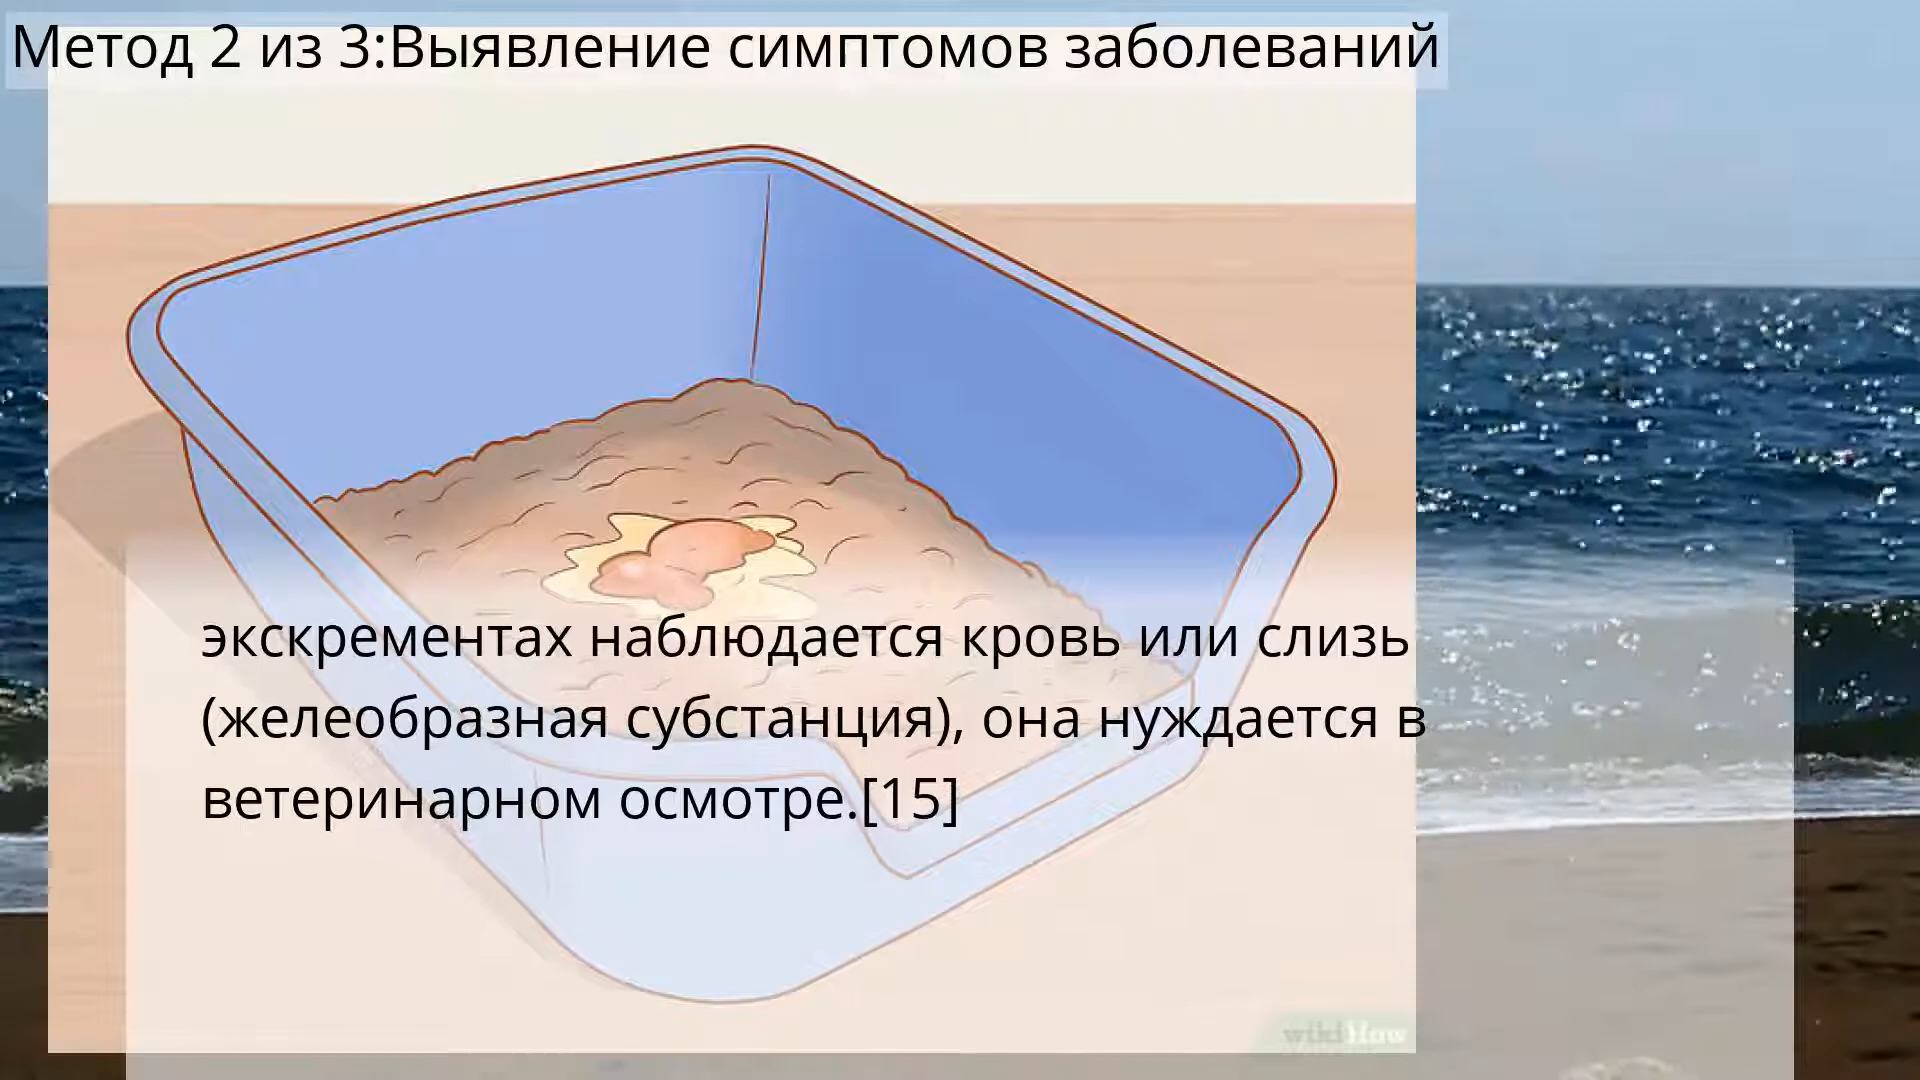 Метод 2 из 3:Выявление симптомов заболеваний
экскрементах наблюдается кровь или слизь
(желеобразная субстанция), она нуждается в
ветеринарном осмотре.[15]
wikiHow